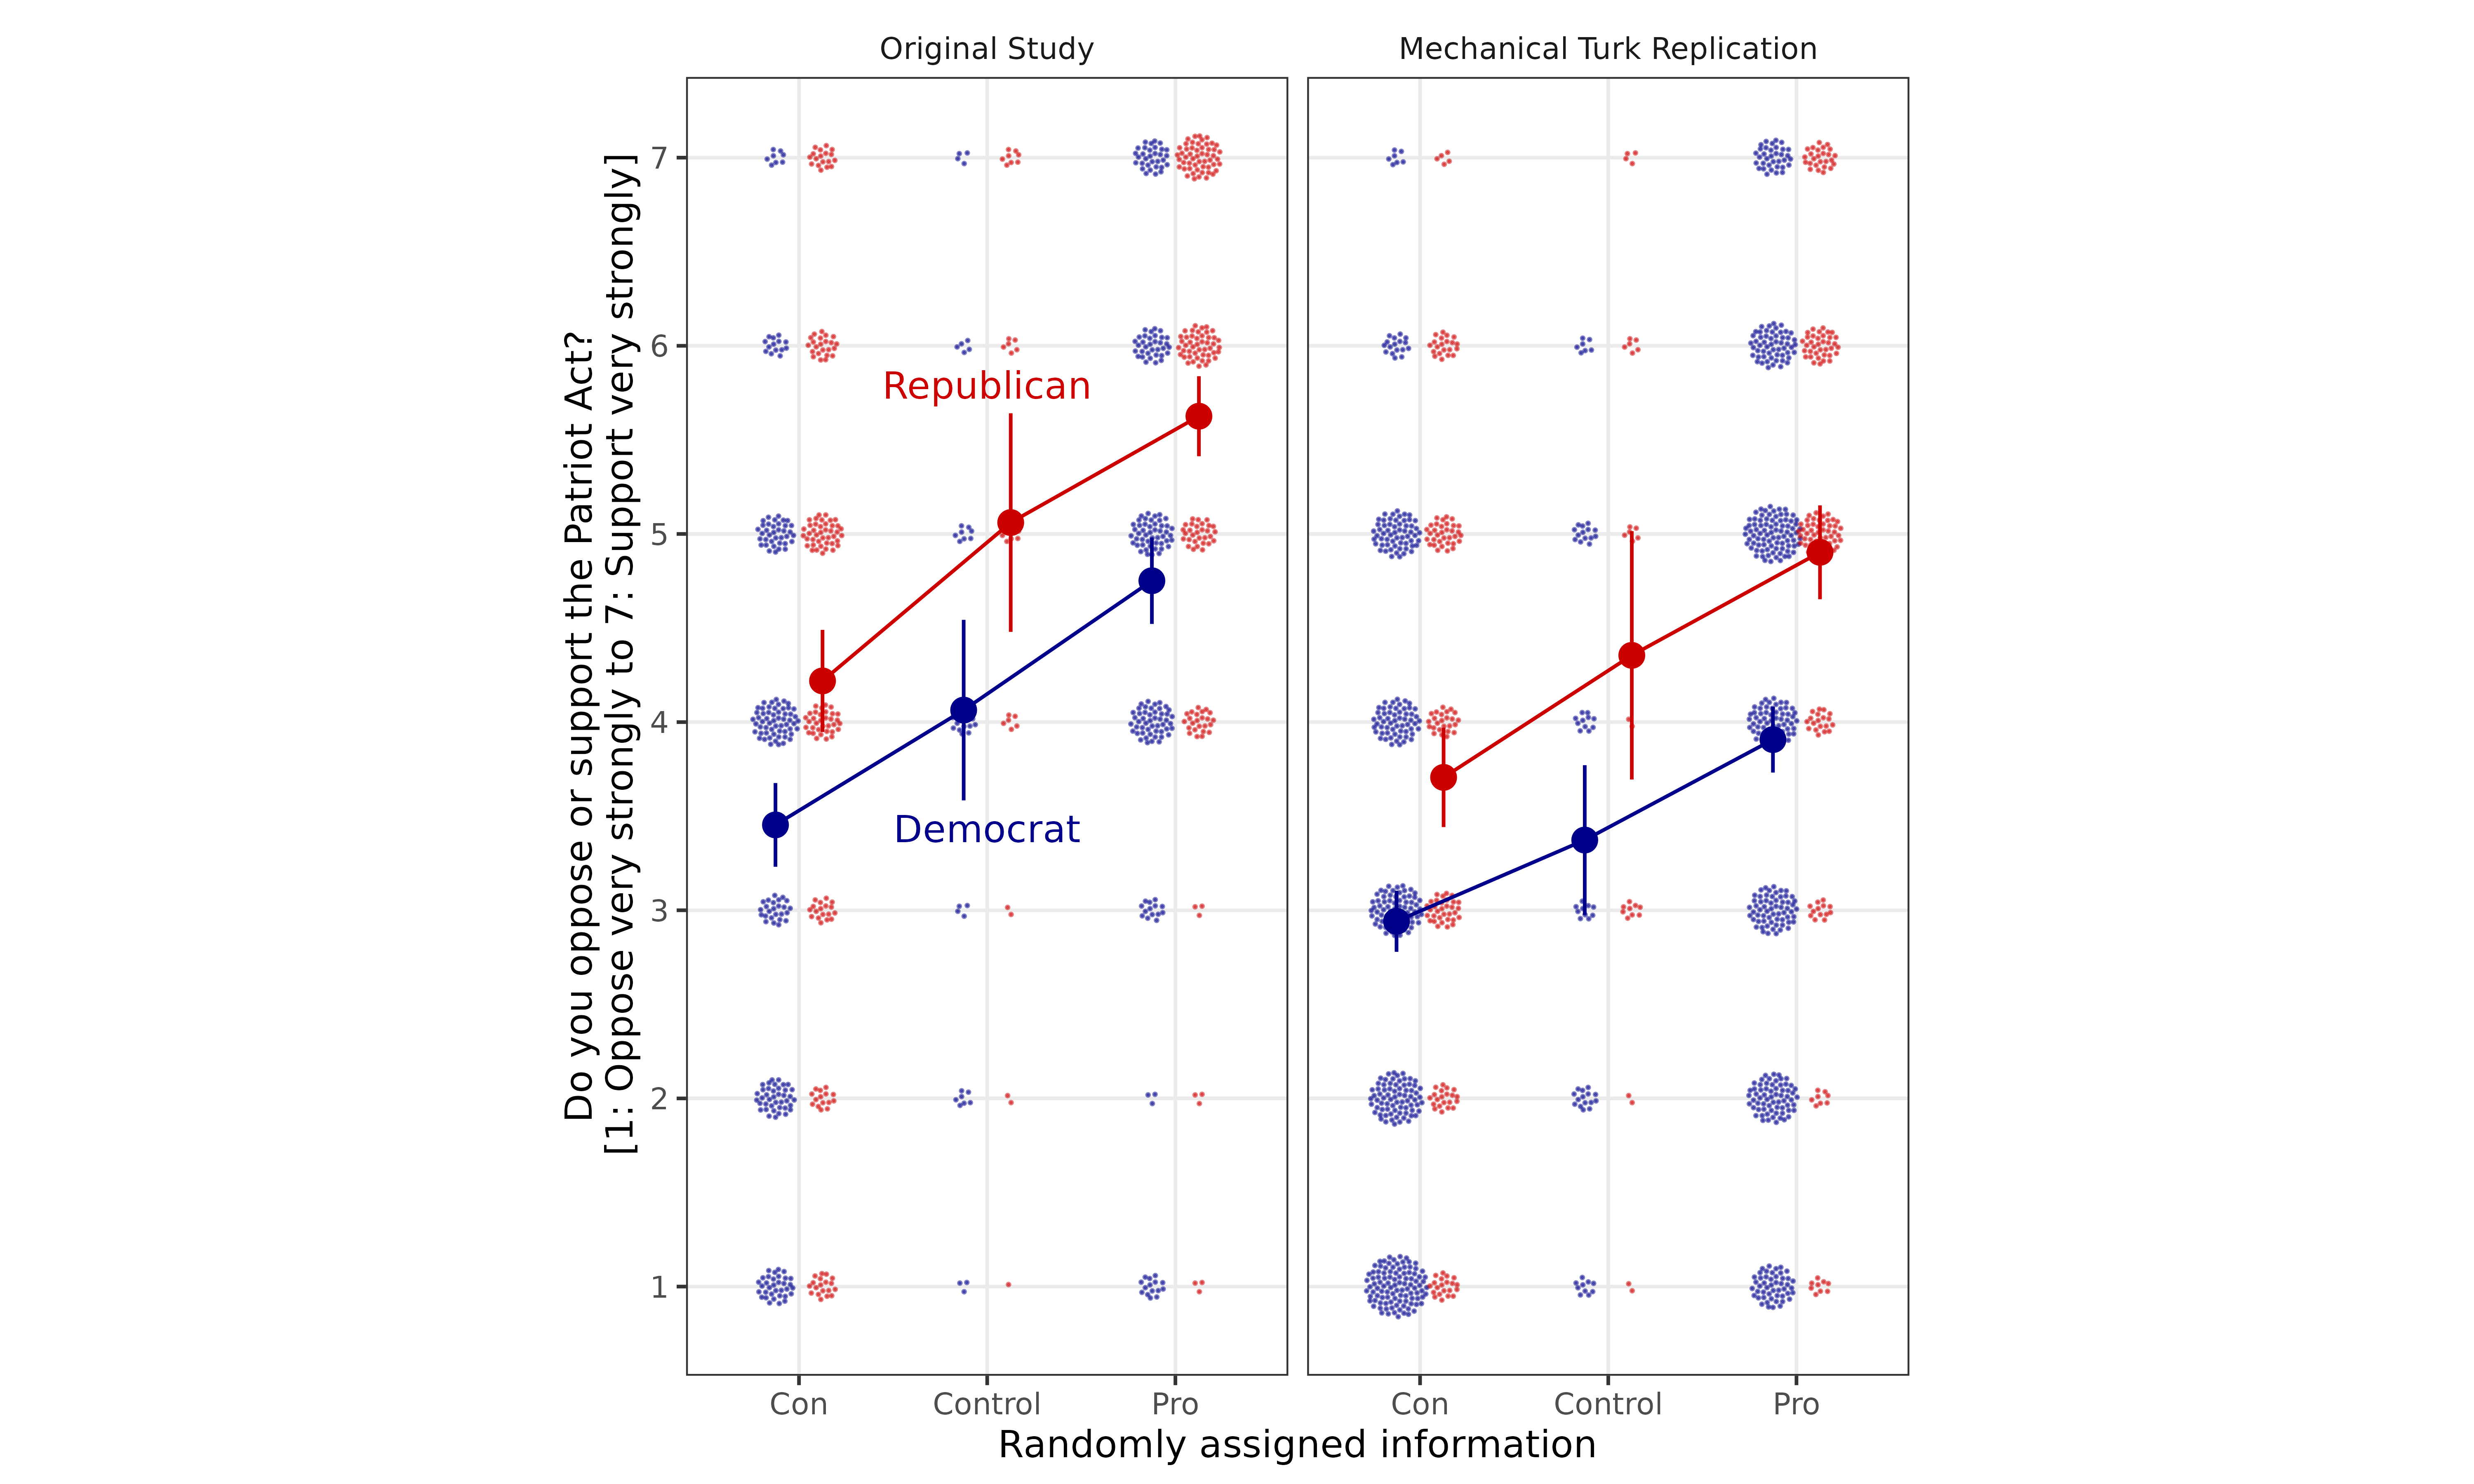 Original Study
Mechanical Turk Replication
Do you oppose or support the Patriot Act?
[1: Oppose very strongly to 7: Support very strongly]
7
6
5
4
3
2
1
Republican
Democrat
Con
Control
Pro
Con
Control
Pro
Randomly assigned information